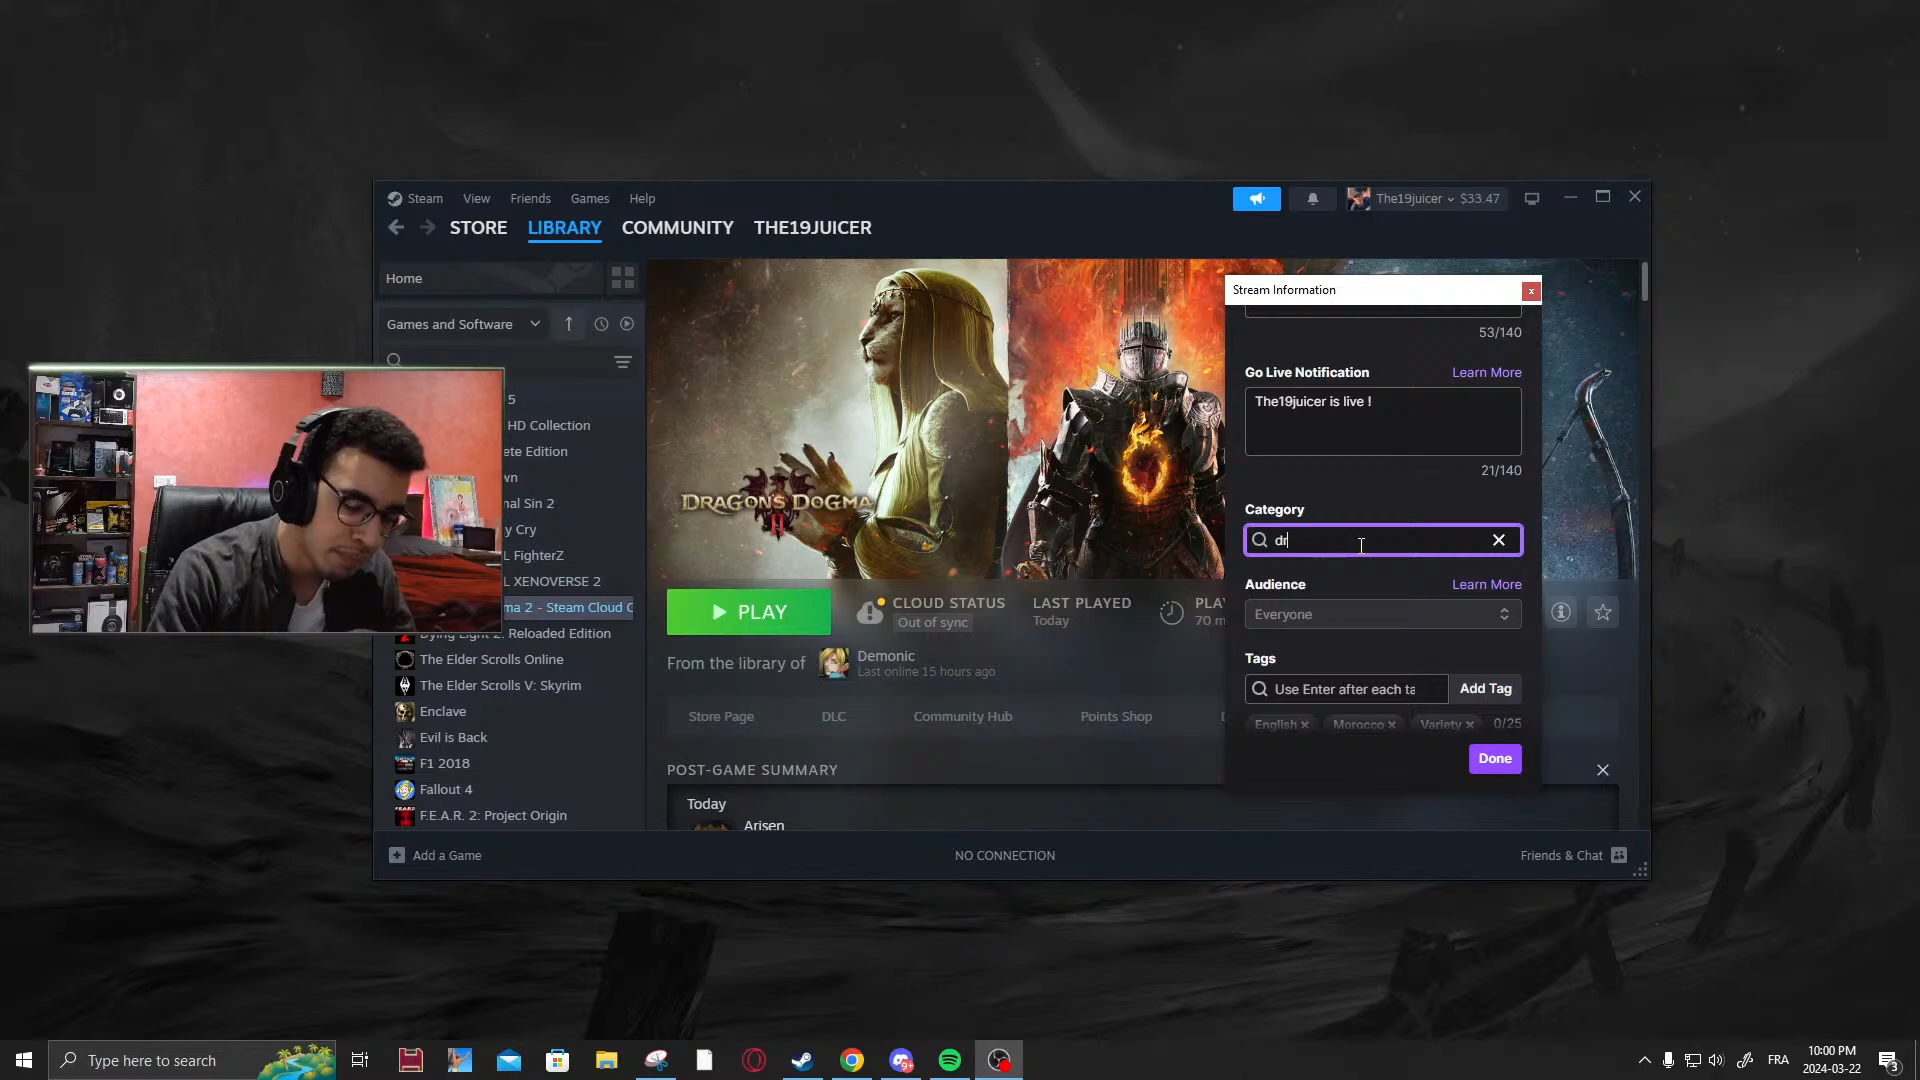 Steam View Friends Games Help
The19juicer $33.47
STORE LIBRARY COMMUNITY THE19JUICER
Home
Games and Software
5
HD Collection
ete Edition
wn
nal Sin 2
y Cry
L FighterZ
L XENOVERSE 2
ma 2 - Steam Cloud
Dying Light 2: Reloaded Edition
The Elder Scrolls Online
The Elder Scrolls V: Skyrim
Enclave
Evil is Back
F1 2018
Fallout 4
F.E.A.R. 2: Project Origin
DRAGON'S DOGMA
II
PLAY
CLOUD STATUS
Out of sync
LAST PLAYED
Today
PLA
70 m
From the library of
Demonic
Last online 15 hours ago
Store Page DLC Community Hub Points Shop
POST-GAME SUMMARY
Today
Arisen
Stream Information x
53/140
Go Live Notification Learn More
The19juicer is live !
21/140
Category
dr
Audience Learn More
Everyone
Tags
Use Enter after each ta
Add Tag
English Morocco Variety 0/25
Done
Add a Game
NO CONNECTION
Friends & Chat
Type here to search
9+
FRA
10:00 PM
2024-03-22
3